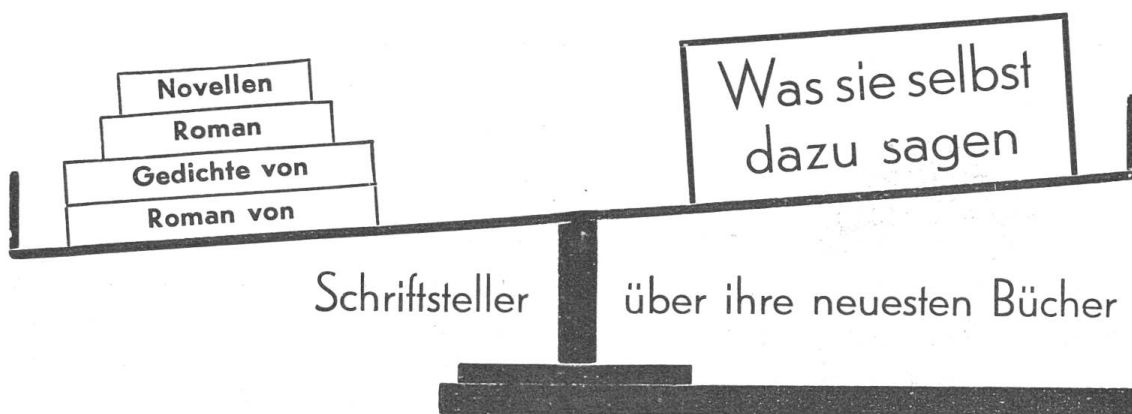 Novellen
Roman
Gedichte von
Roman von
Was sie selbst
dazu sagen
Schriftsteller über ihre neuesten Bücher